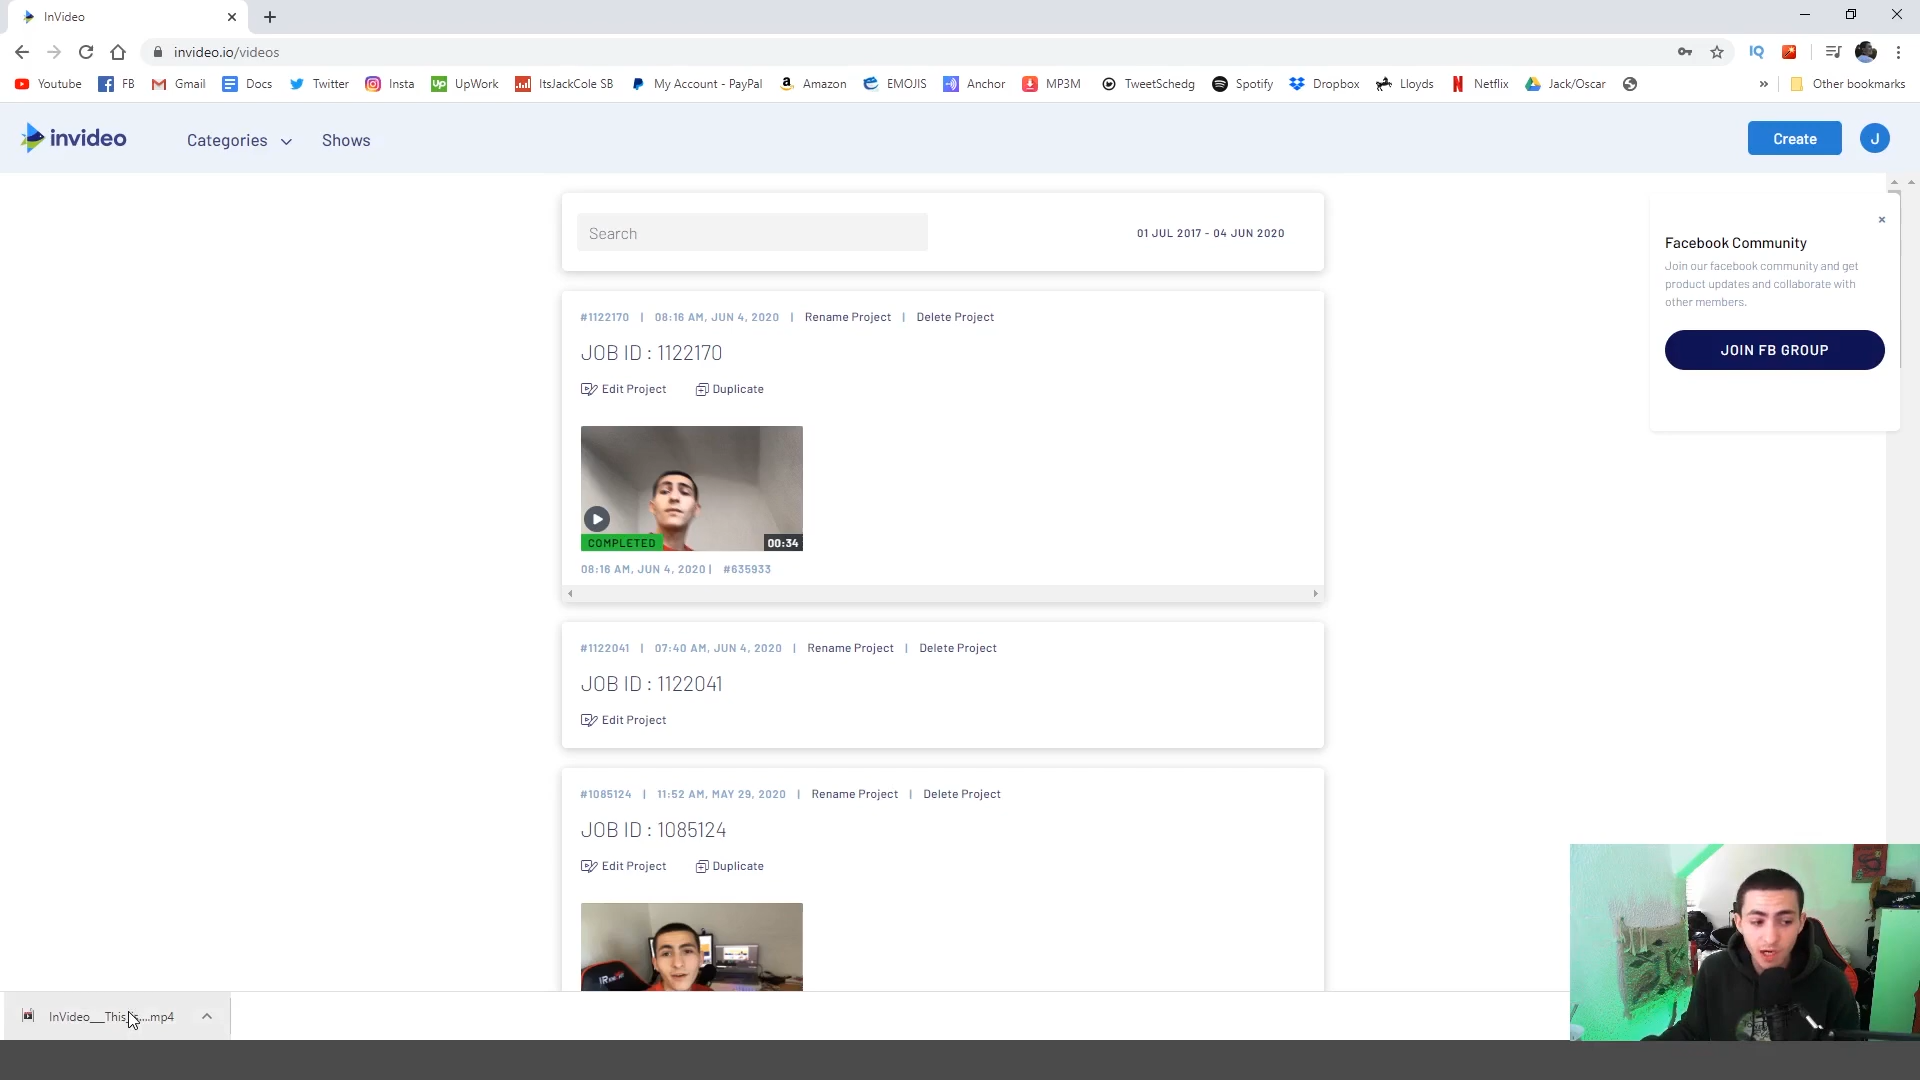 InVideo
invideo.io/videos
IQ
Youtube FB Gmail Docs Twitter Insta Up UpWork ItsJackCole SB My Account - PayPal Amazon EMOJIS Anchor MP3M TweetSchedg Spotify Dropbox Lloyds Netflix Jack/Oscar » Other bookmarks
invideo Categories Shows Create J
Search 01 JUL 2017 - 04 JUN 2020
Facebook Community
Join our facebook community and get
product updates and collaborate with
other members.
JOIN FB GROUP
#1122170 | 08:16 AM, JUN 4, 2020 | Rename Project | Delete Project
JOB ID : 1122170
Edit Project Duplicate
COMPLETED 00:34
08:16 AM, JUN 4, 2020 | #635933
#1122041 | 07:40 AM, JUN 4, 2020 | Rename Project | Delete Project
JOB ID : 1122041
Edit Project
#1085124 | 11:52 AM, MAY 29, 2020 | Rename Project | Delete Project
JOB ID : 1085124
Edit Project Duplicate
InVideo__This ....mp4